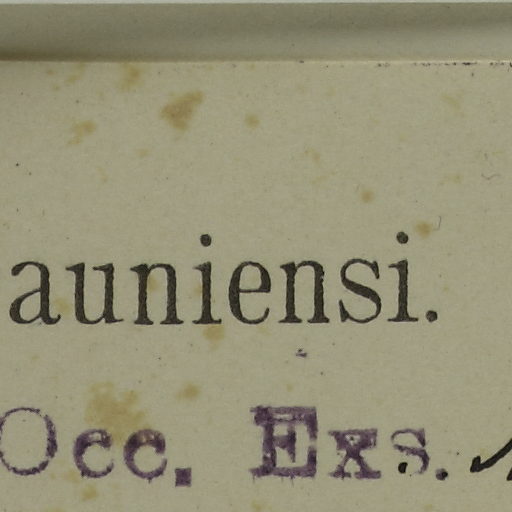 auniensi.
Occ. Exs.